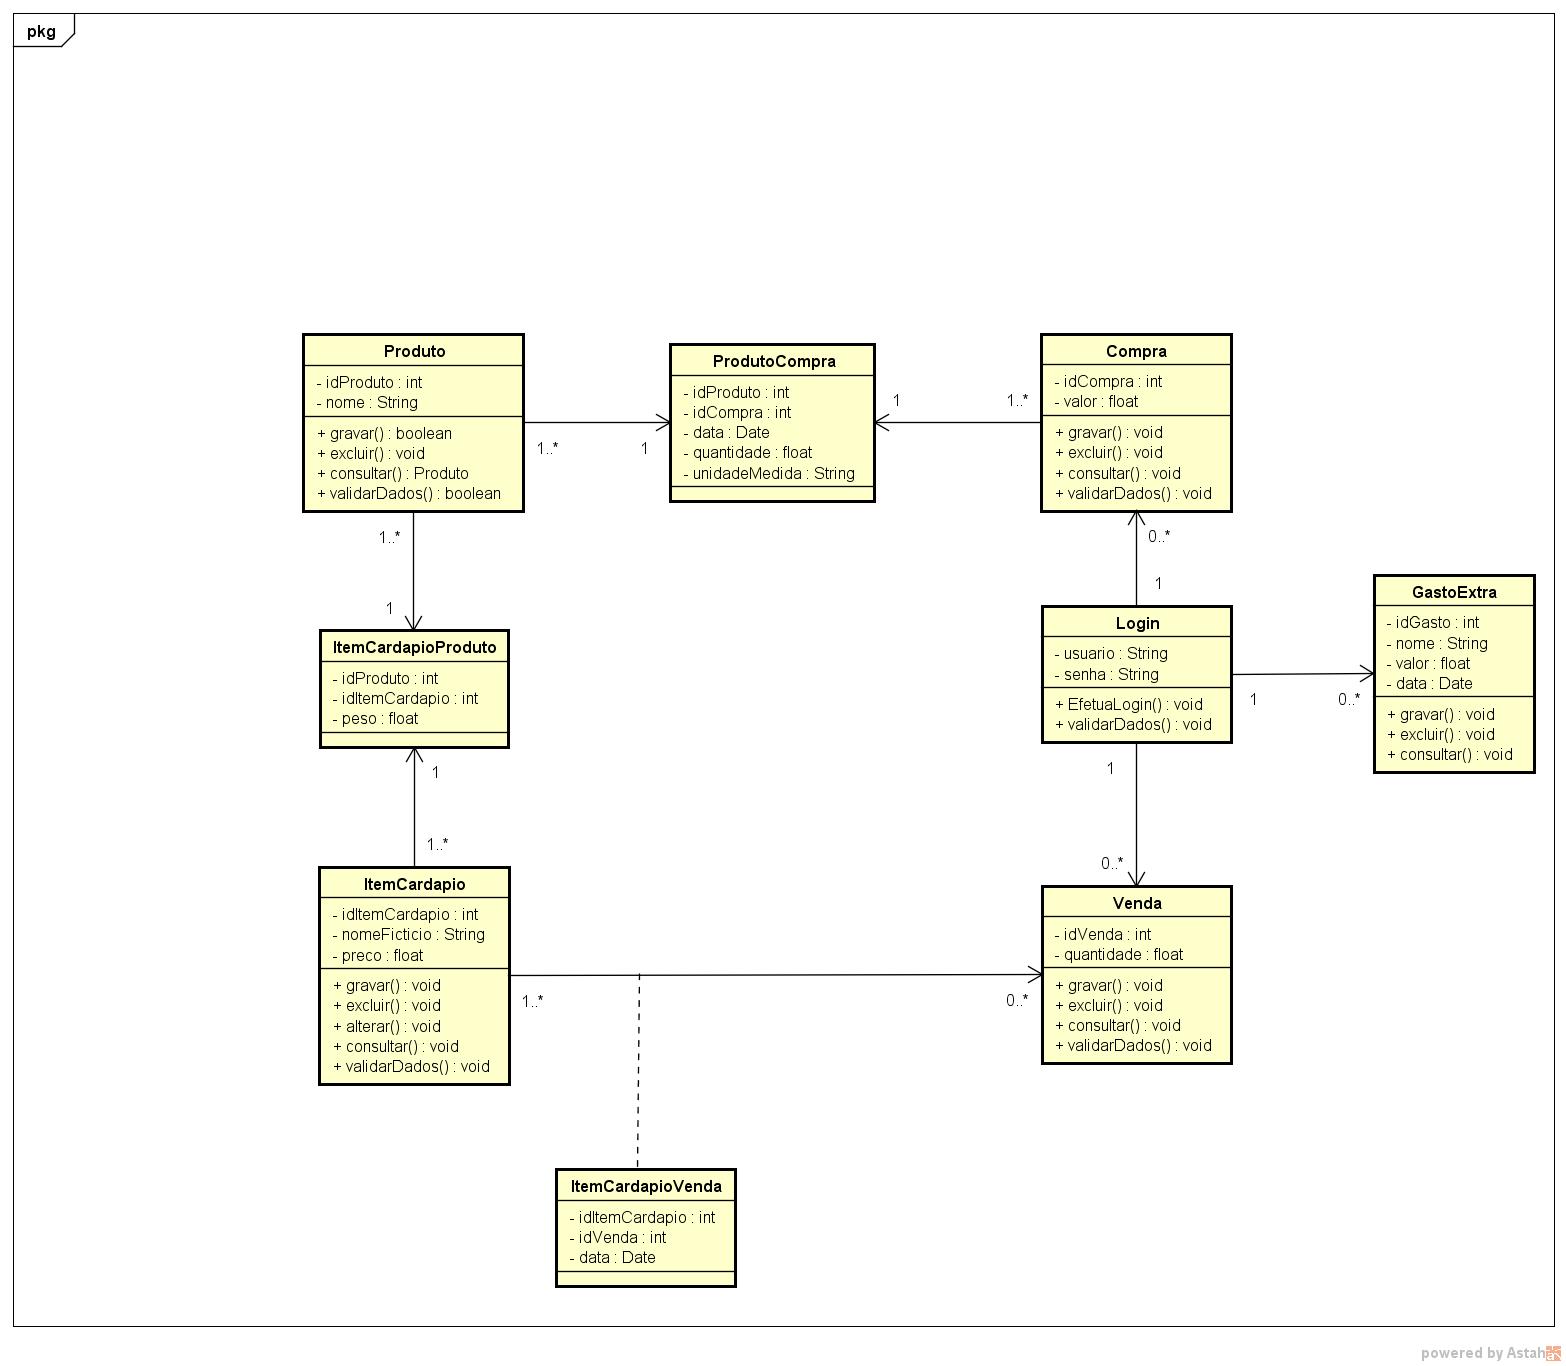 pkg
Produto
- idProduto : int
- nome : String
+ gravar() : boolean
+ excluir() : void
+ consultar() : Produto
+ validarDados() : boolean
1..*
1
ProdutoCompra
- idProduto : int
- idCompra : int
- data : Date
- quantidade : float
- unidadeMedida : String
1
1..*
Compra
- idCompra : int
- valor : float
+ gravar() : void
+ excluir() : void
+ consultar() : void
+ validarDados() : void
1..*
1
0..*
1
ItemCardapioProduto
- idProduto : int
- idItemCardapio : int
- peso : float
Login
- usuario : String
- senha : String
+ EfetuaLogin() : void
+ validarDados() : void
1
0..*
GastoExtra
- idGasto : int
- nome : String
- valor : float
- data : Date
+ gravar() : void
+ excluir() : void
+ consultar() : void
1
1..*
1
0..*
ItemCardapio
- idItemCardapio : int
- nomeFicticio : String
- preco : float
+ gravar() : void
+ excluir() : void
+ alterar() : void
+ consultar() : void
+ validarDados() : void
1..*
0..*
Venda
- idVenda : int
- quantidade : float
+ gravar() : void
+ excluir() : void
+ consultar() : void
+ validarDados() : void
ItemCardapioVenda
- idItemCardapio : int
- idVenda : int
- data : Date
powered by Astah